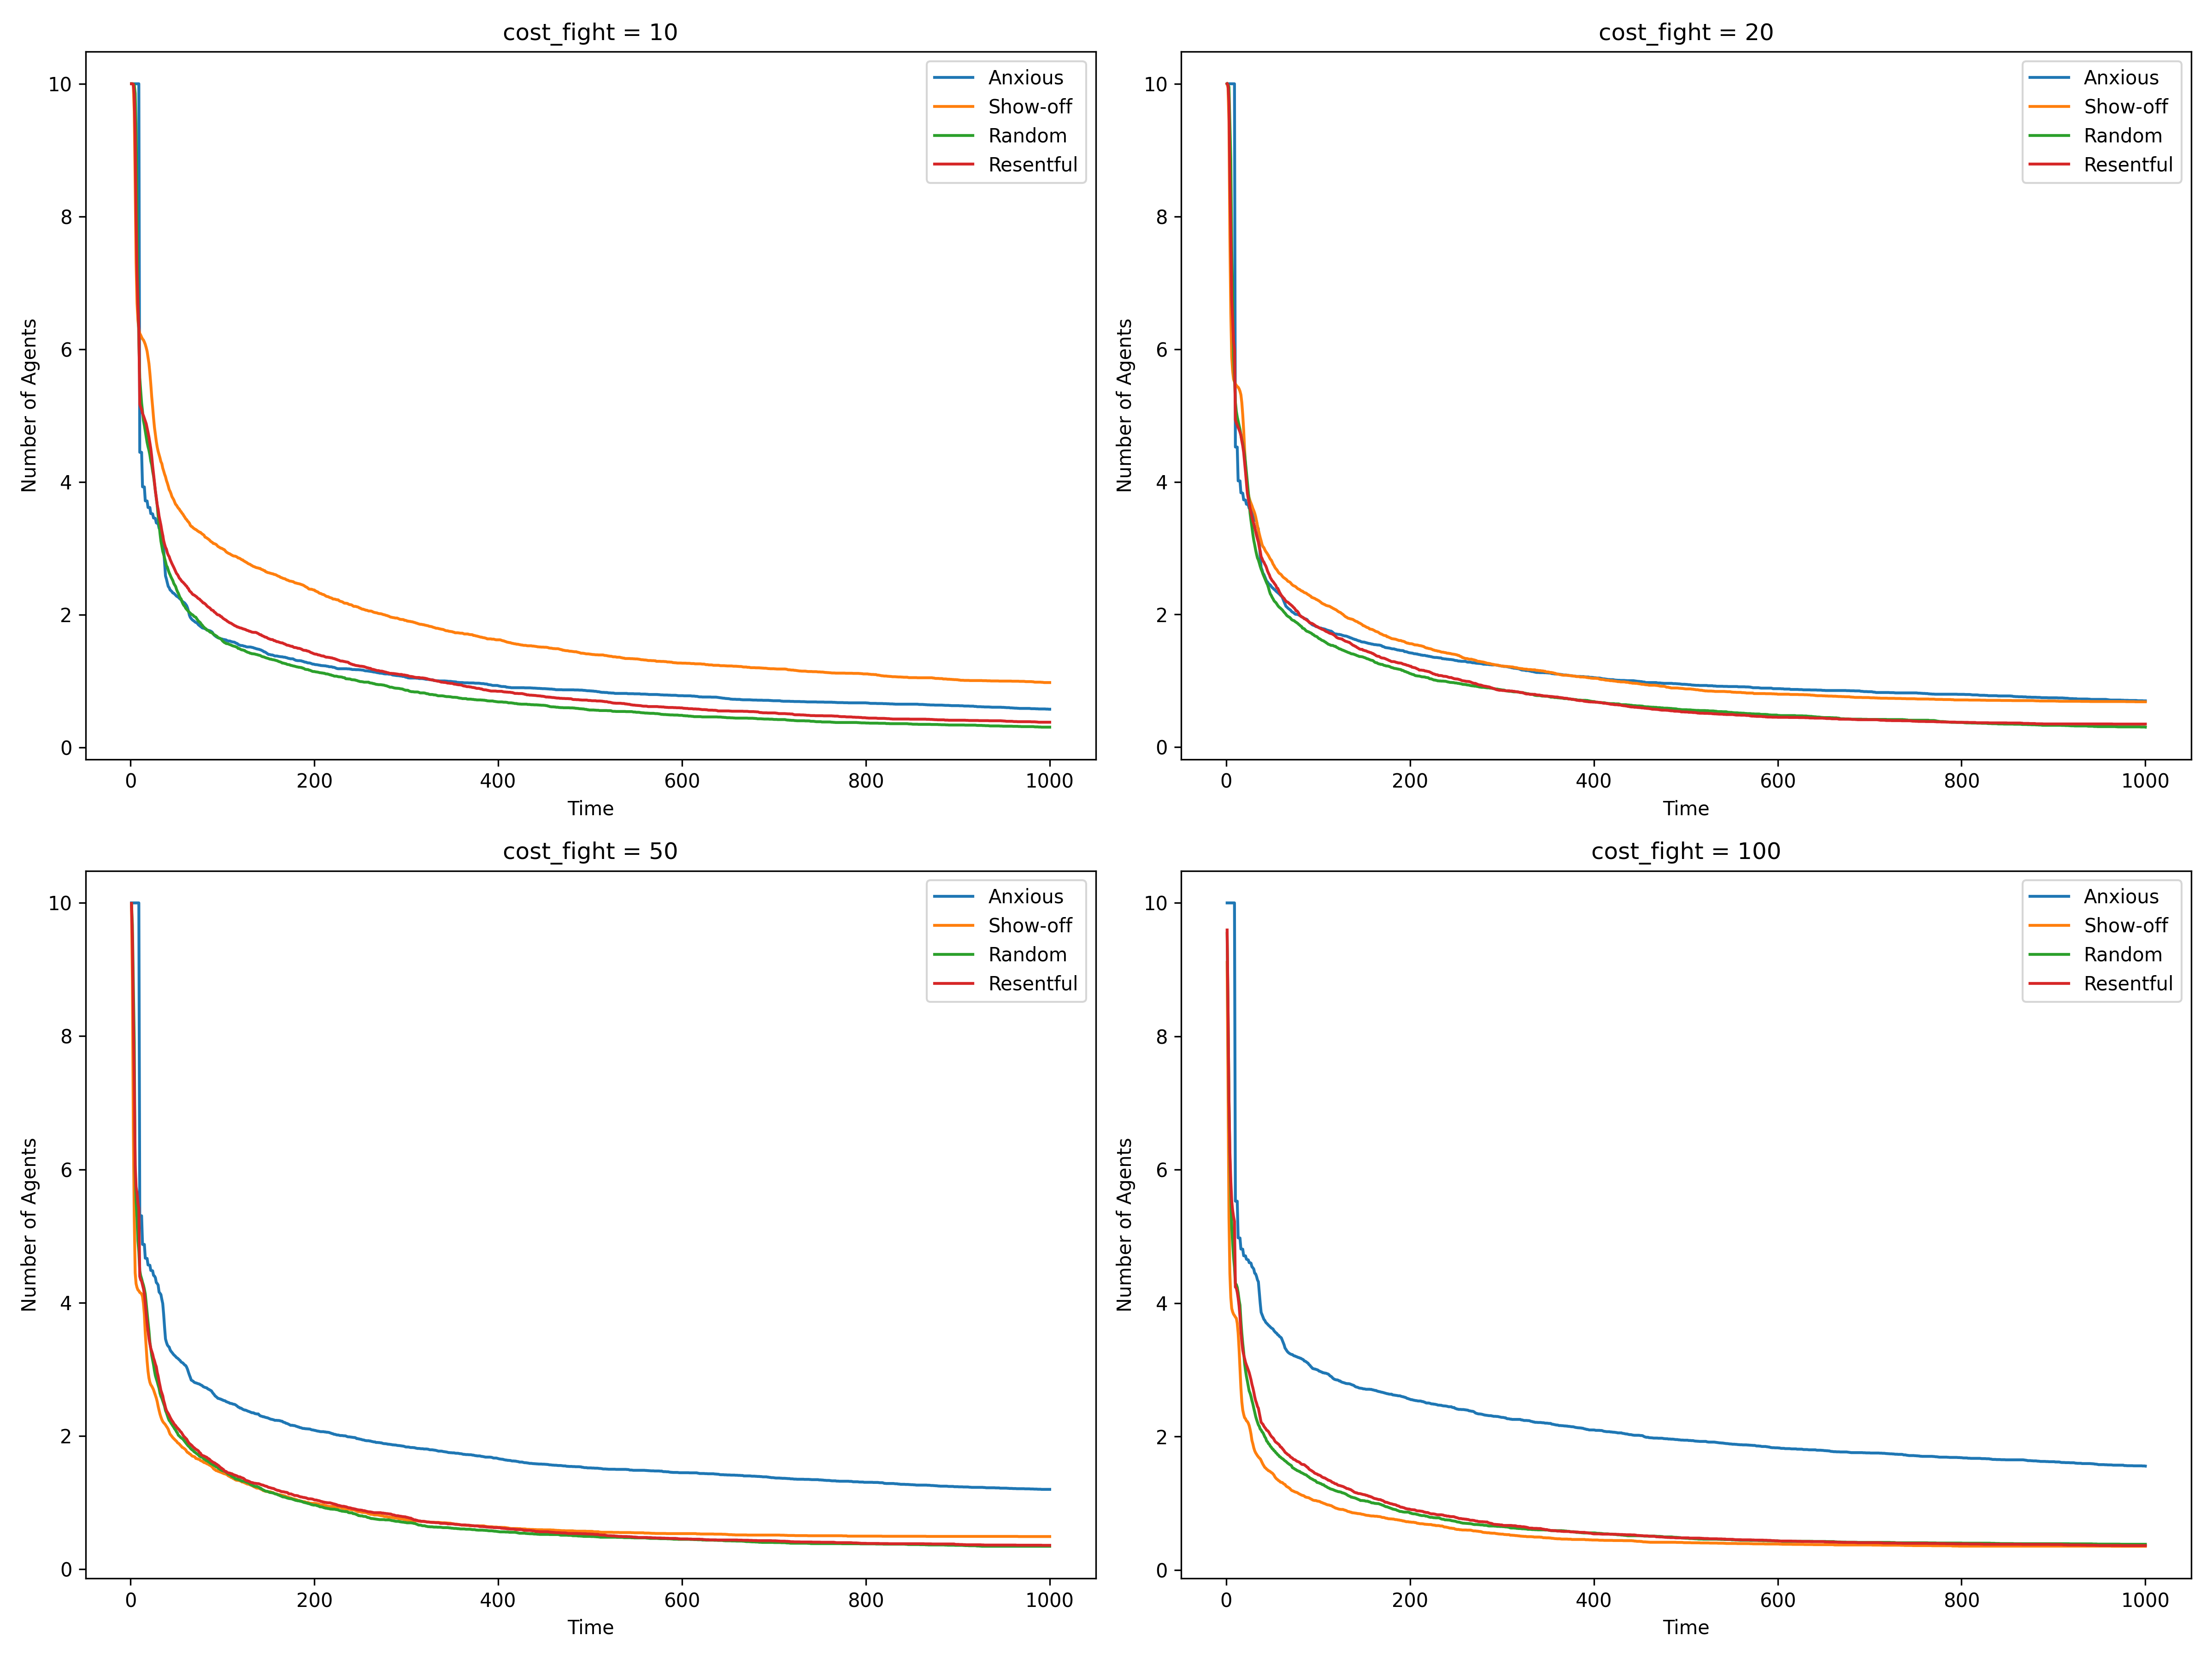 cost_fight = 10
10
8
6
4
2
0
Number of Agents
Anxious
Show-off
Random
Resentful
0 200 400 600 800 1000
Time
cost_fight = 20
10
8
6
4
2
0
Number of Agents
Anxious
Show-off
Random
Resentful
0 200 400 600 800 1000
Time
cost_fight = 50
10
8
6
4
2
0
Number of Agents
Anxious
Show-off
Random
Resentful
0 200 400 600 800 1000
Time
cost_fight = 100
10
8
6
4
2
0
Number of Agents
Anxious
Show-off
Random
Resentful
0 200 400 600 800 1000
Time